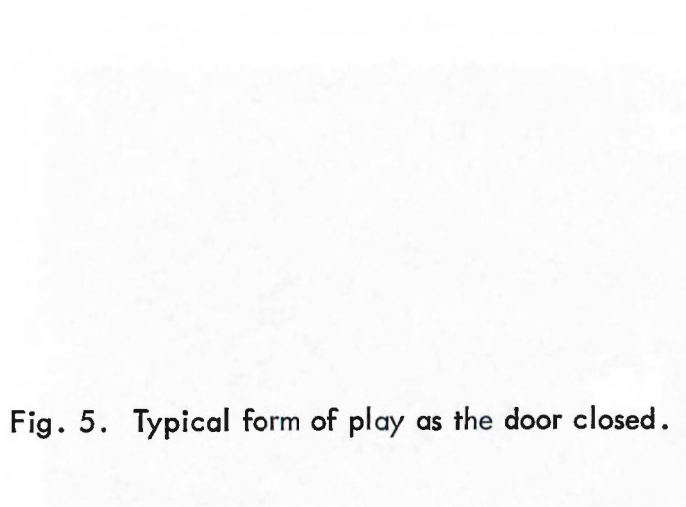 Fig. 5. Typical form of play as the door closed.